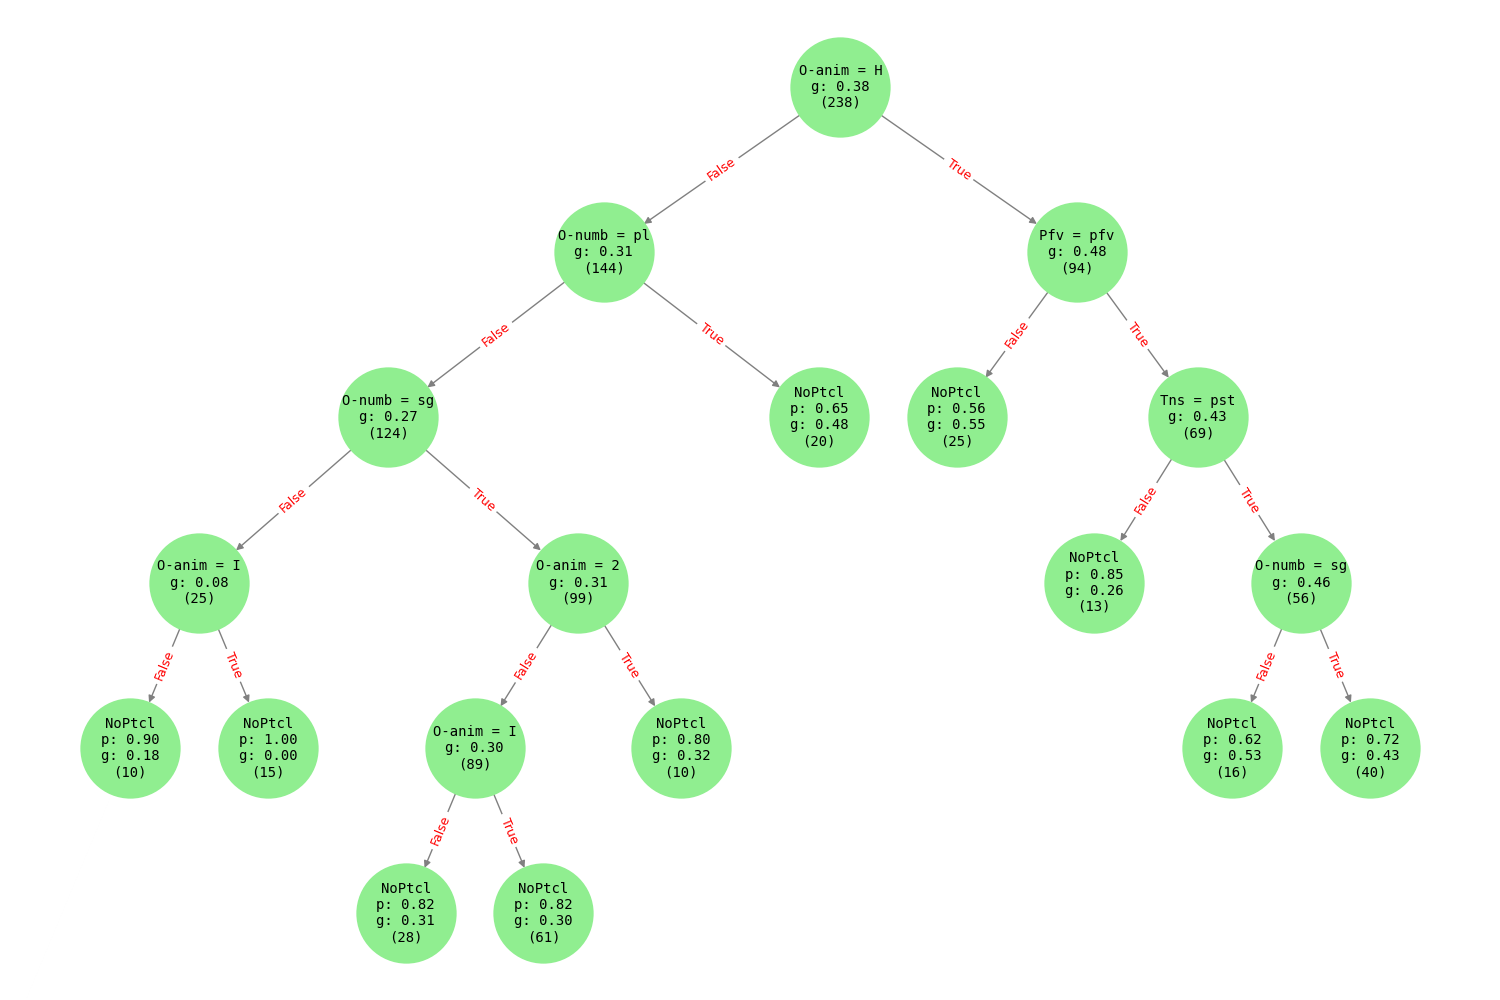 O-anim = H
g: 0.38
(238)
False
True
O-numb = pl
g: 0.31
(144)
Pfv = pfv
g: 0.48
(94)
False
True
False
True
O-numb = sg
g: 0.27
(124)
NoPtcl
p: 0.65
g: 0.48
(20)
NoPtcl
p: 0.56
g: 0.55
(25)
Tns = pst
g: 0.43
(69)
False
True
False
True
O-anim = I
g: 0.08
(25)
O-anim = 2
g: 0.31
(99)
NoPtcl
p: 0.85
g: 0.26
(13)
O-numb = sg
g: 0.46
(56)
False
True
False
True
False
True
NoPtcl
p: 0.90
g: 0.18
(10)
NoPtcl
p: 1.00
g: 0.00
(15)
O-anim = I
g: 0.30
(89)
NoPtcl
p: 0.80
g: 0.32
(10)
NoPtcl
p: 0.62
g: 0.53
(16)
NoPtcl
p: 0.72
g: 0.43
(40)
False
True
NoPtcl
p: 0.82
g: 0.31
(28)
NoPtcl
p: 0.82
g: 0.30
(61)